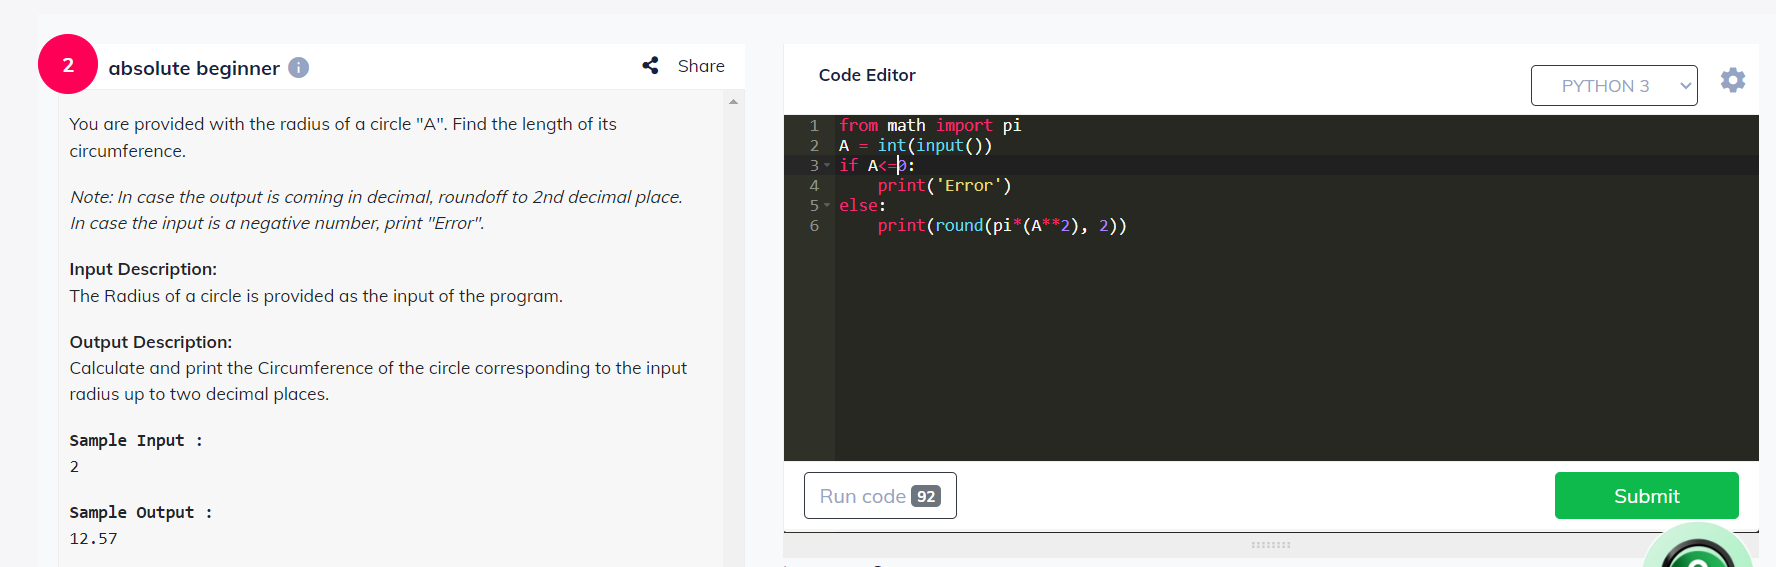 2
absolute beginner
Share
You are provided with the radius of a circle "A". Find the length of its
circumference.
Note: In case the output is coming in decimal, roundoff to 2nd decimal place.
In case the input is a negative number, print "Error".
Input Description:
The Radius of a circle is provided as the input of the program.
Output Description:
Calculate and print the Circumference of the circle corresponding to the input
radius up to two decimal places.
Sample Input :
2
Sample Output :
12.57
Code Editor
PYTHON 3
1 from math import pi
2 A = int(input())
3 if A<=0:
4     print('Error')
5 else:
6     print(round(pi*(A**2), 2))
Run code 92
Submit